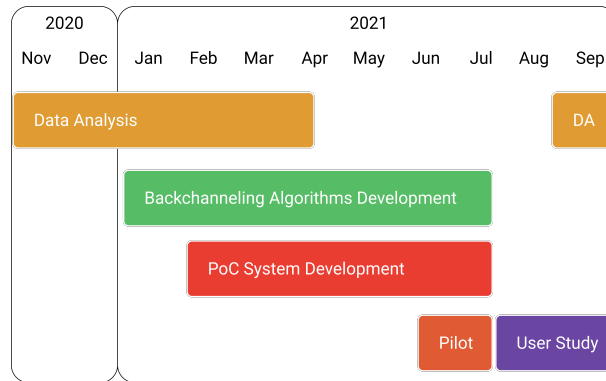 2020 2021
Nov Dec Jan Feb Mar Apr May Jun Jul Aug Sep
Data Analysis DA
Backchanneling Algorithms Development
PoC System Development
Pilot User Study